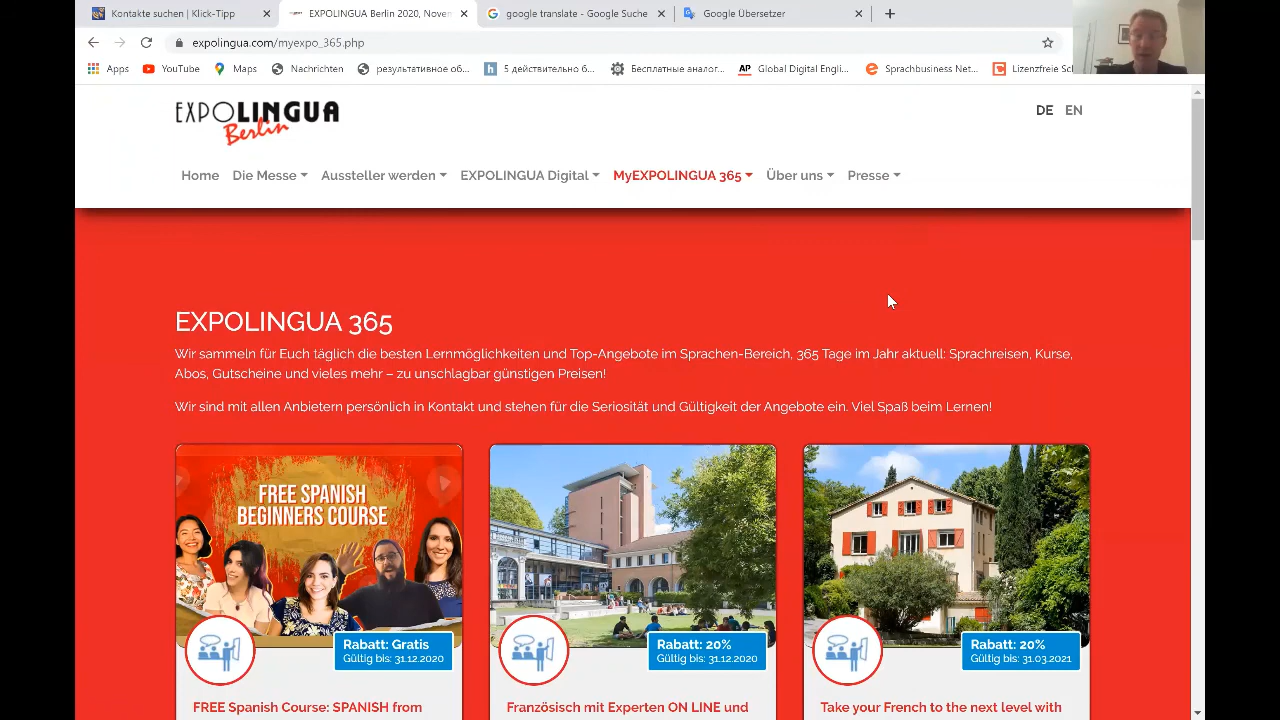 Kontakte suchen | Klick-Tipp
EXPOLINGUA Berlin 2020, Novem
google translate - Google Suche
Google Übersetzer
expolingua.com/myexpo_365.php
Apps
YouTube
Maps
Nachrichten
результативное об...
5 действительно б...
Бесплатные аналог...
AP Global Digital Engli...
Sprachbusiness Net...
Lizenzfreie Sch
EXPOLINGUA
Berlin
DE EN
Home
Die Messe
Aussteller werden
EXPOLINGUA Digital
MyEXPOLINGUA 365
Über uns
Presse
EXPOLINGUA 365
Wir sammeln für Euch täglich die besten Lernmöglichkeiten und Top-Angebote im Sprachen-Bereich, 365 Tage im Jahr aktuell: Sprachreisen, Kurse,
Abos, Gutscheine und vieles mehr – zu unschlagbar günstigen Preisen!
Wir sind mit allen Anbietern persönlich in Kontakt und stehen für die Seriosität und Gültigkeit der Angebote ein. Viel Spaß beim Lernen!
FREE SPANISH
BEGINNERS COURSE
Rabatt: Gratis
Gültig bis: 31.12.2020
FREE Spanish Course: SPANISH from
Rabatt: 20%
Gültig bis: 31.12.2020
Französisch mit Experten ON LINE und
Rabatt: 20%
Gültig bis: 31.03.2021
Take your French to the next level with